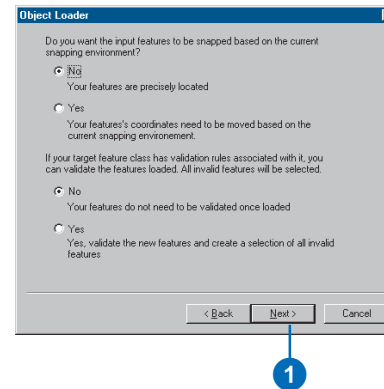 Object Loader
Do you want the input features to be snapped based on the current
snapping environment?
No
Your features are precisely located
Yes
Your features's coordinates need to be moved based on the
current snapping environement.
If your target feature class has validation rules associated with it, you
can validate the features loaded. All invalid features will be selected.
No
Your features do not need to be validated once loaded
Yes
Yes, validate the new features and create a selection of all invalid
features
< Back Next > Cancel
1